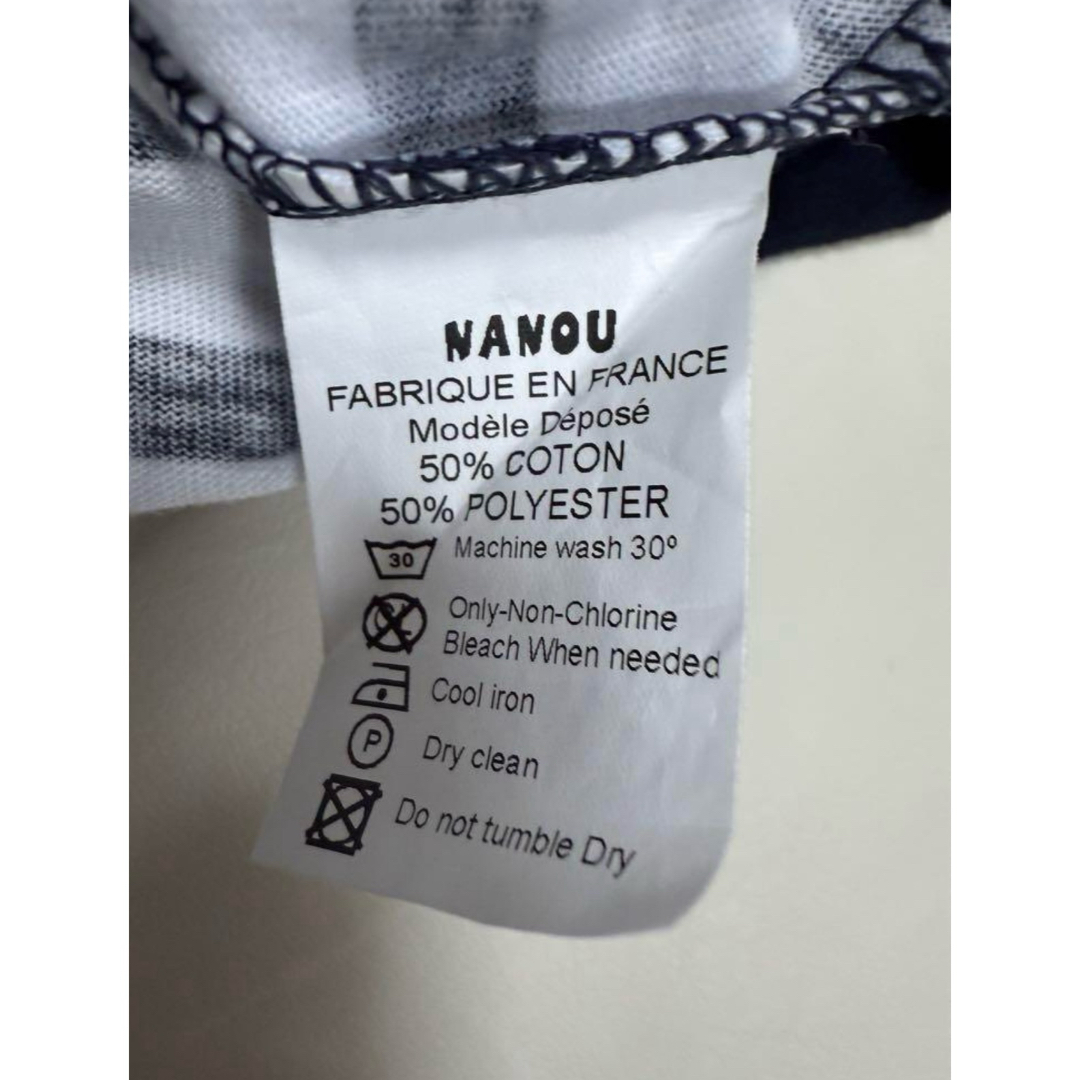 NANOU
FABRIQUE EN FRANCE
Modèle Déposé
50% COTON
50% POLYESTER
30 Machine wash 30º
CL Only-Non-Chlorine
Bleach When needed
Cool iron
P Dry clean
Do not tumble Dry